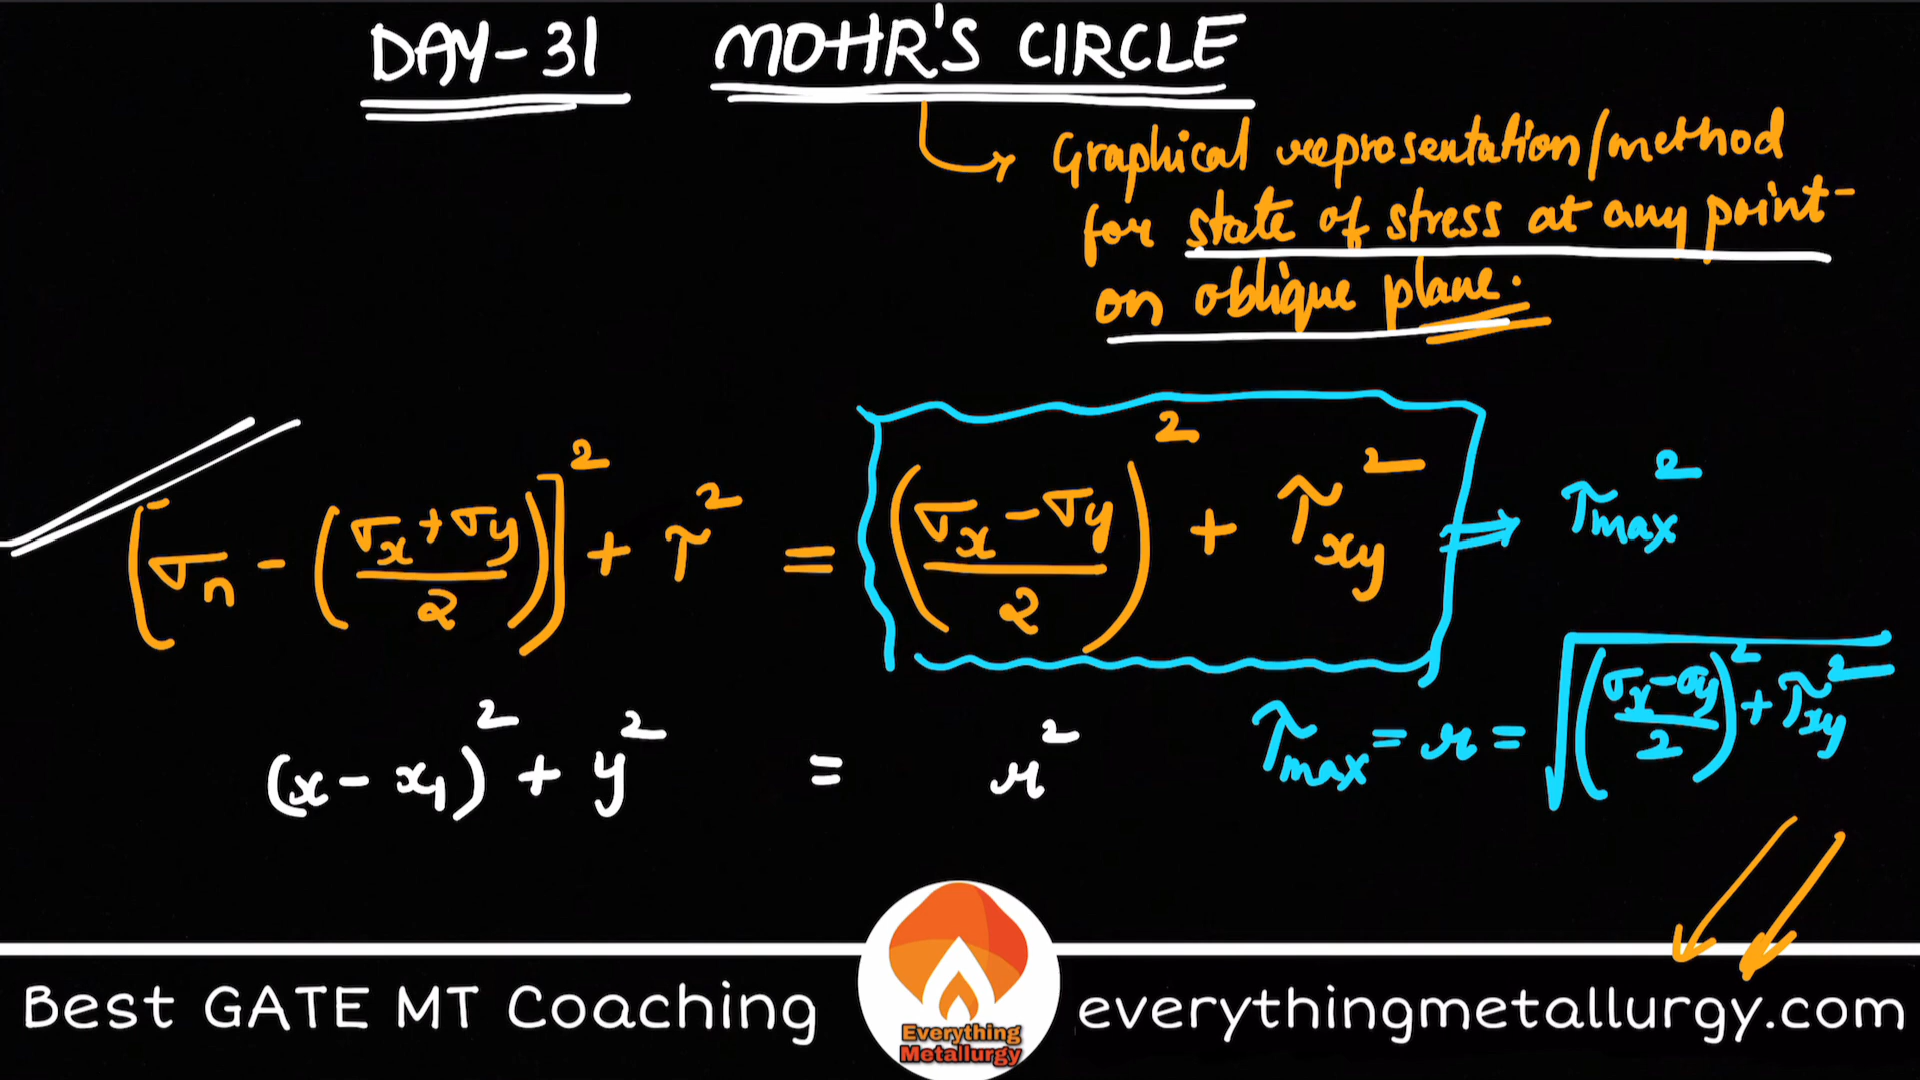 DAY-31 MOHR'S CIRCLE
Graphical representation/method
for state of stress at any point
on oblique plane.
[σn - (σx+σy/2)]² + τ² = (σx-σy/2)² + τxy² ⇒ τmax²
(x - x1)² + y² = r²
τmax = r = √(σx-σy/2)² + τxy²
Best GATE MT Coaching
Everything
Metallurgy
everythingmetallurgy.com